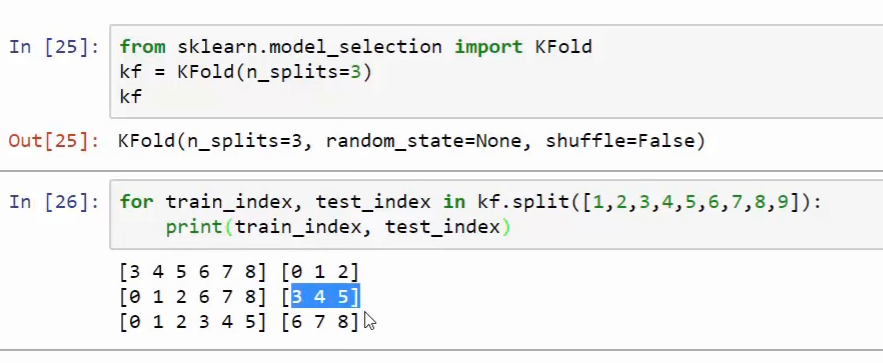 In [25]: from sklearn.model_selection import KFold
kf = KFold(n_splits=3)
kf
Out[25]: KFold(n_splits=3, random_state=None, shuffle=False)
In [26]: for train_index, test_index in kf.split([1,2,3,4,5,6,7,8,9]):
    print(train_index, test_index)
[3 4 5 6 7 8] [0 1 2]
[0 1 2 6 7 8] [3 4 5]
[0 1 2 3 4 5] [6 7 8]